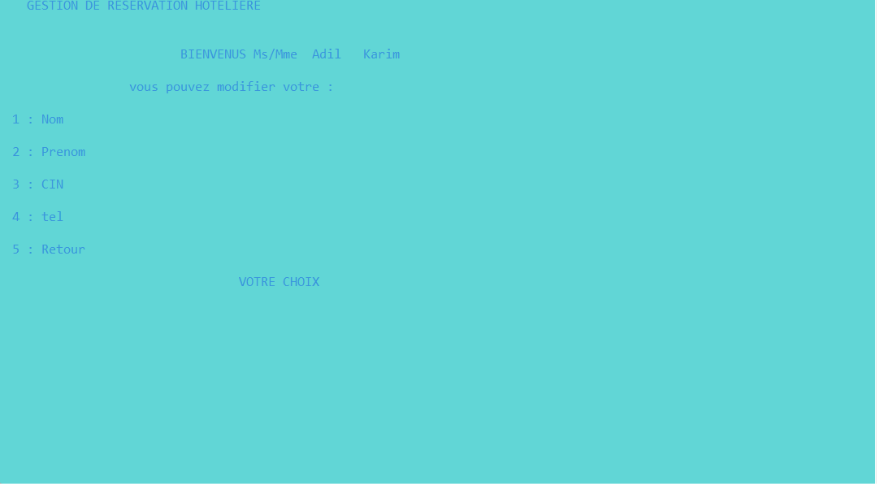 GESTION DE RESERVATION HOTELIERE
BIENVENUS Ms/Mme Adil Karim
vous pouvez modifier votre :
1 : Nom
2 : Prenom
3 : CIN
4 : tel
5 : Retour
VOTRE CHOIX